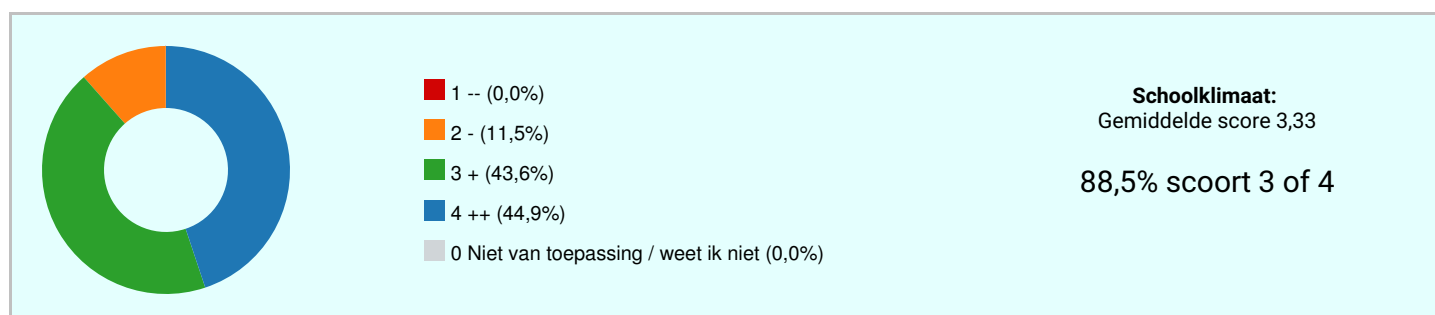 1 -- (0,0%)
2 - (11,5%)
3 + (43,6%)
4 ++ (44,9%)
0 Niet van toepassing / weet ik niet (0,0%)
Schoolklimaat:
Gemiddelde score 3,33
88,5% scoort 3 of 4